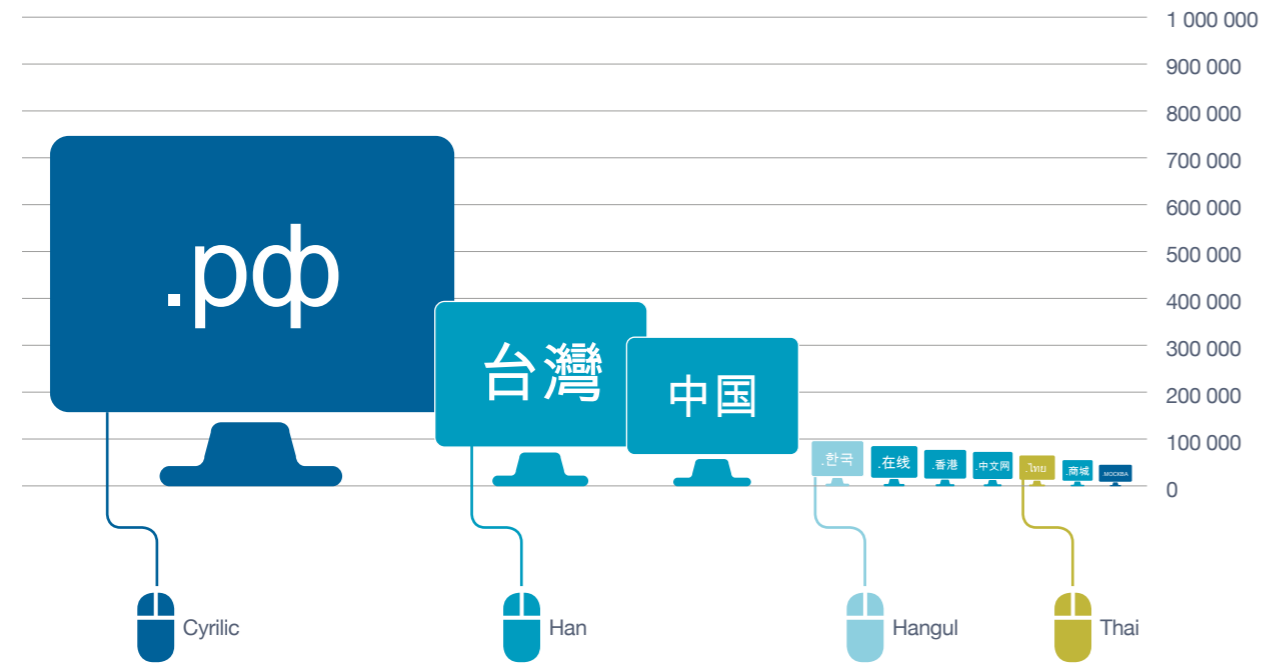 1 000 000
900 000
800 000
700 000
600 000
500 000
400 000
300 000
200 000
100 000
0
.рф
台灣
中国
.한국
.在线
.香港
.中文网
.ไทย
.商城
.МОСКВА
Cyrilic
Han
Hangul
Thai